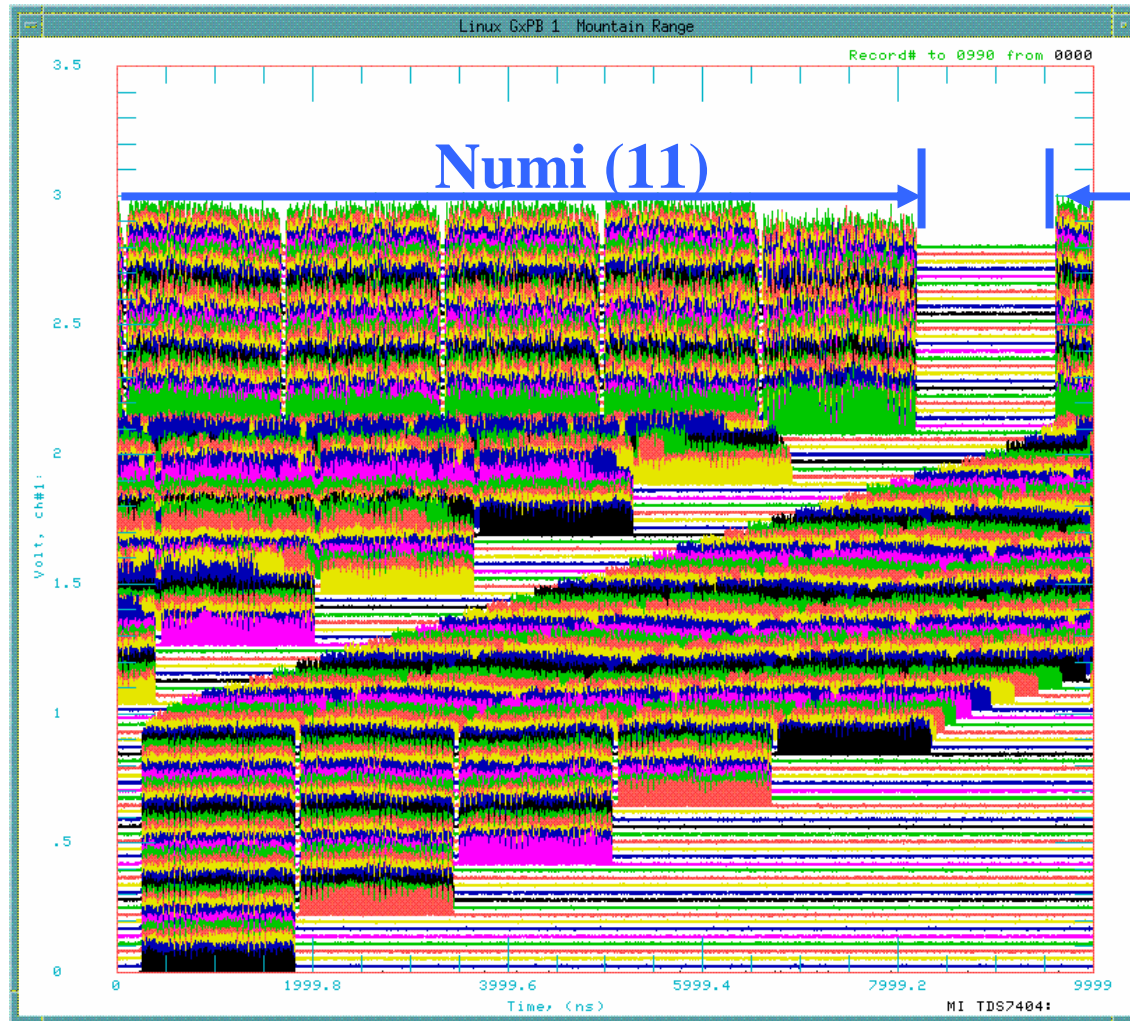 Linux GxPB 1 Mountain Range
Record# to 0990 from 0000
3.5
Numi (11)
3
2.5
2
1.5
1
.5
0
Volt, ch#1:
0 1999.8 3999.6 5999.4 7999.2 9999
Time, (ns)
MI TDS7404: